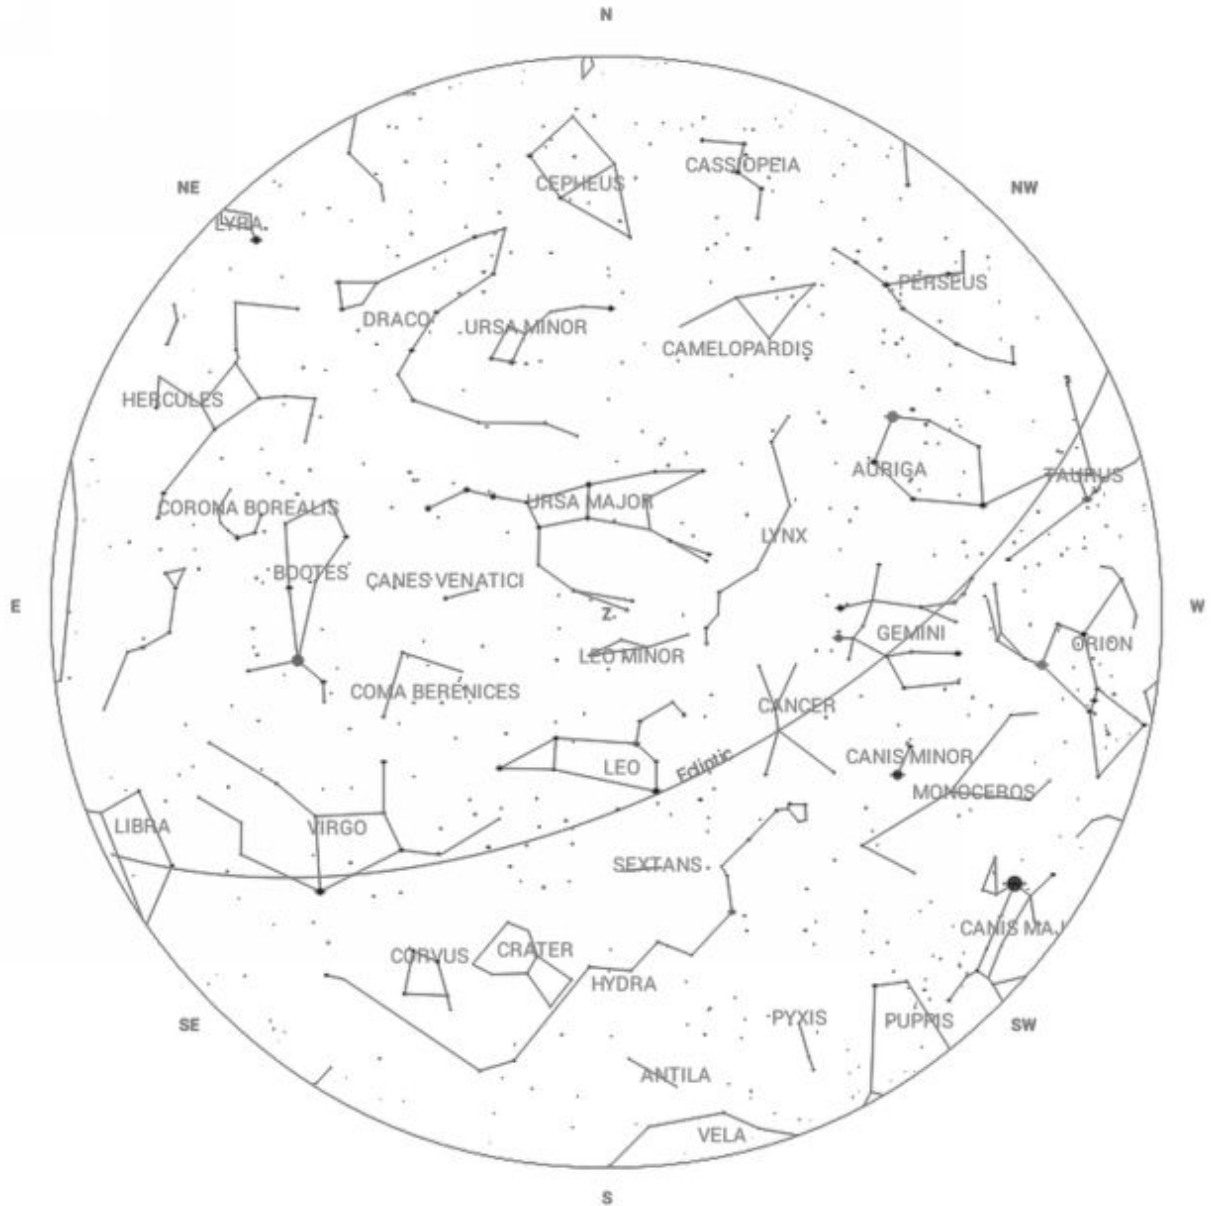 N
CASSIOPEIA
CEPHEUS
NE
NW
LYRA
PERSEUS
DRACO
URSA MINOR
CAMELOPARDIS
HERCULES
AURIGA
TAURUS
URSA MAJOR
CORONA BOREALIS
LYNX
BOOTES
CANES VENATICI
E
Z
W
GEMINI
ORION
LEO MINOR
COMA BERENICES
CANCER
CANIS MINOR
LEO
Ecliptic
MONOCEROS
LIBRA
VIRGO
SEXTANS
CANIS MAJ
CRATER
CORVUS
HYDRA
PYXIS
PUPPIS
SE
SW
ANTILA
VELA
S